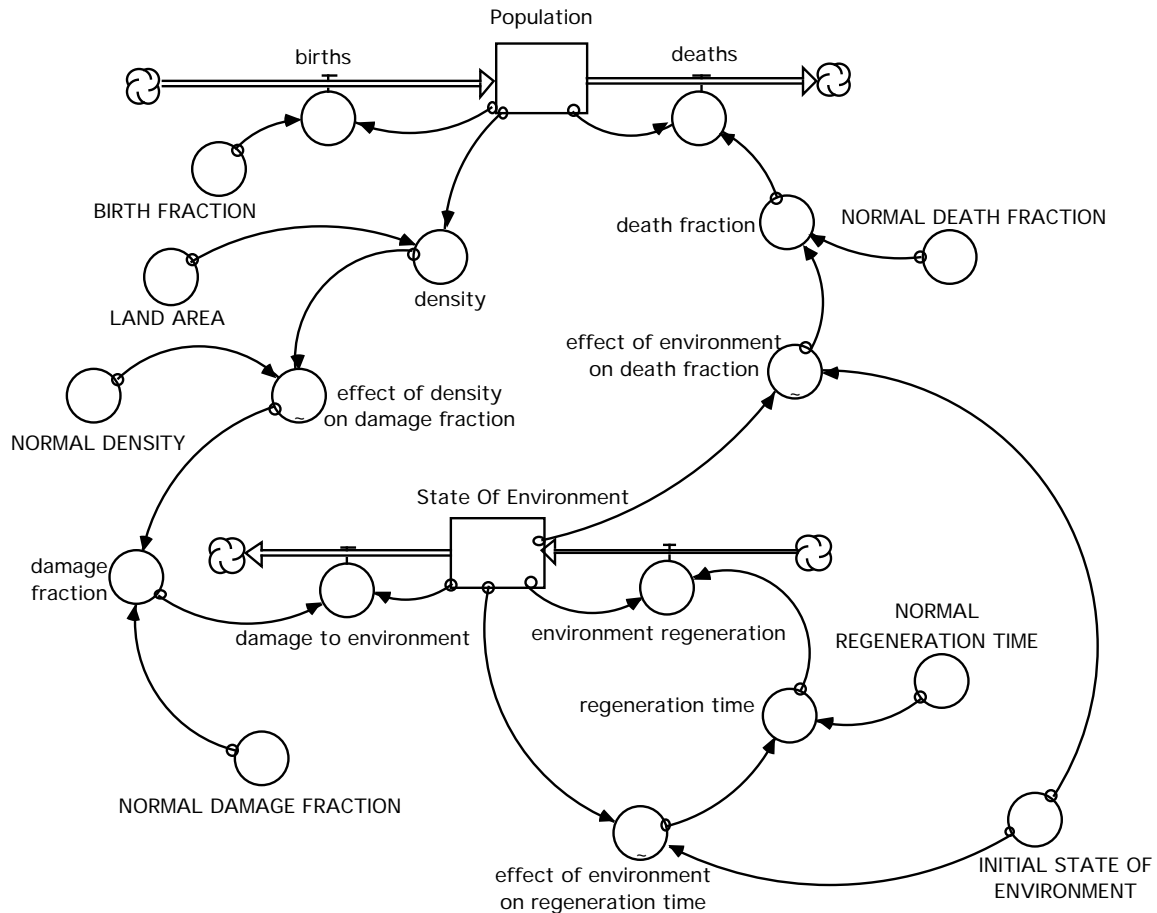 Population
births
deaths
BIRTH FRACTION
death fraction
NORMAL DEATH FRACTION
LAND AREA
density
effect of environment
on death fraction
effect of density
on damage fraction
NORMAL DENSITY
State Of Environment
damage
fraction
damage to environment
environment regeneration
NORMAL
REGENERATION TIME
regeneration time
NORMAL DAMAGE FRACTION
effect of environment
on regeneration time
INITIAL STATE OF
ENVIRONMENT
~
~
~